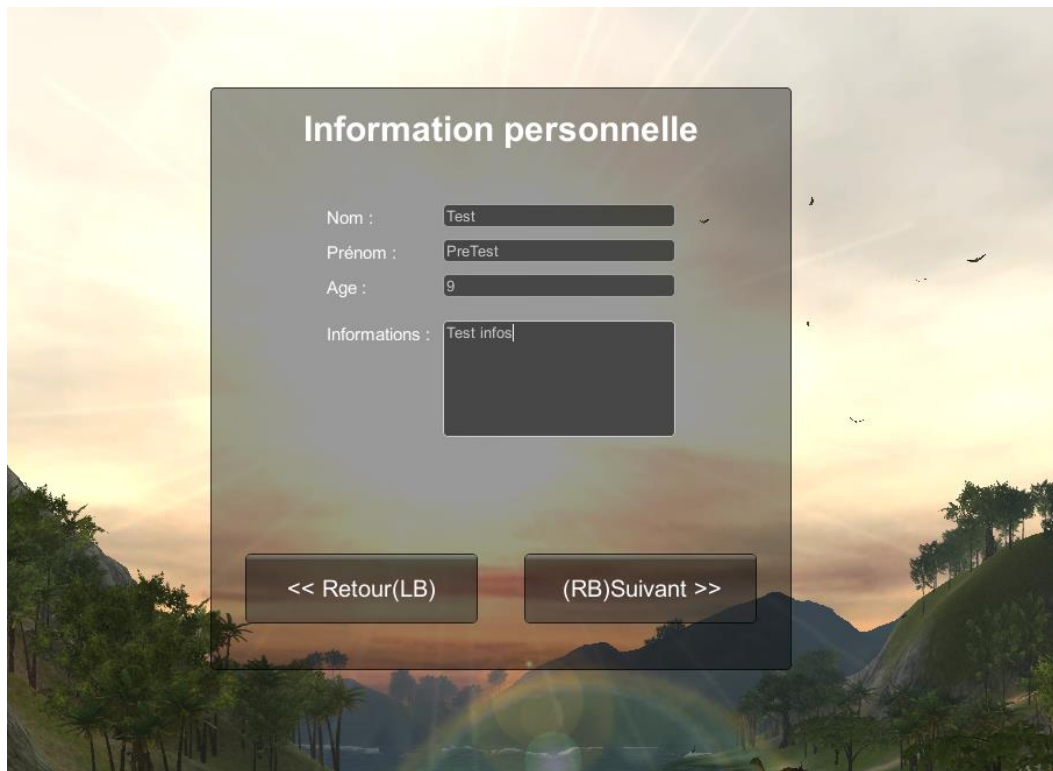 Information personnelle
Nom : Test
Prénom : PreTest
Age : 9
Informations : Test infos
<< Retour(LB) (RB)Suivant >>